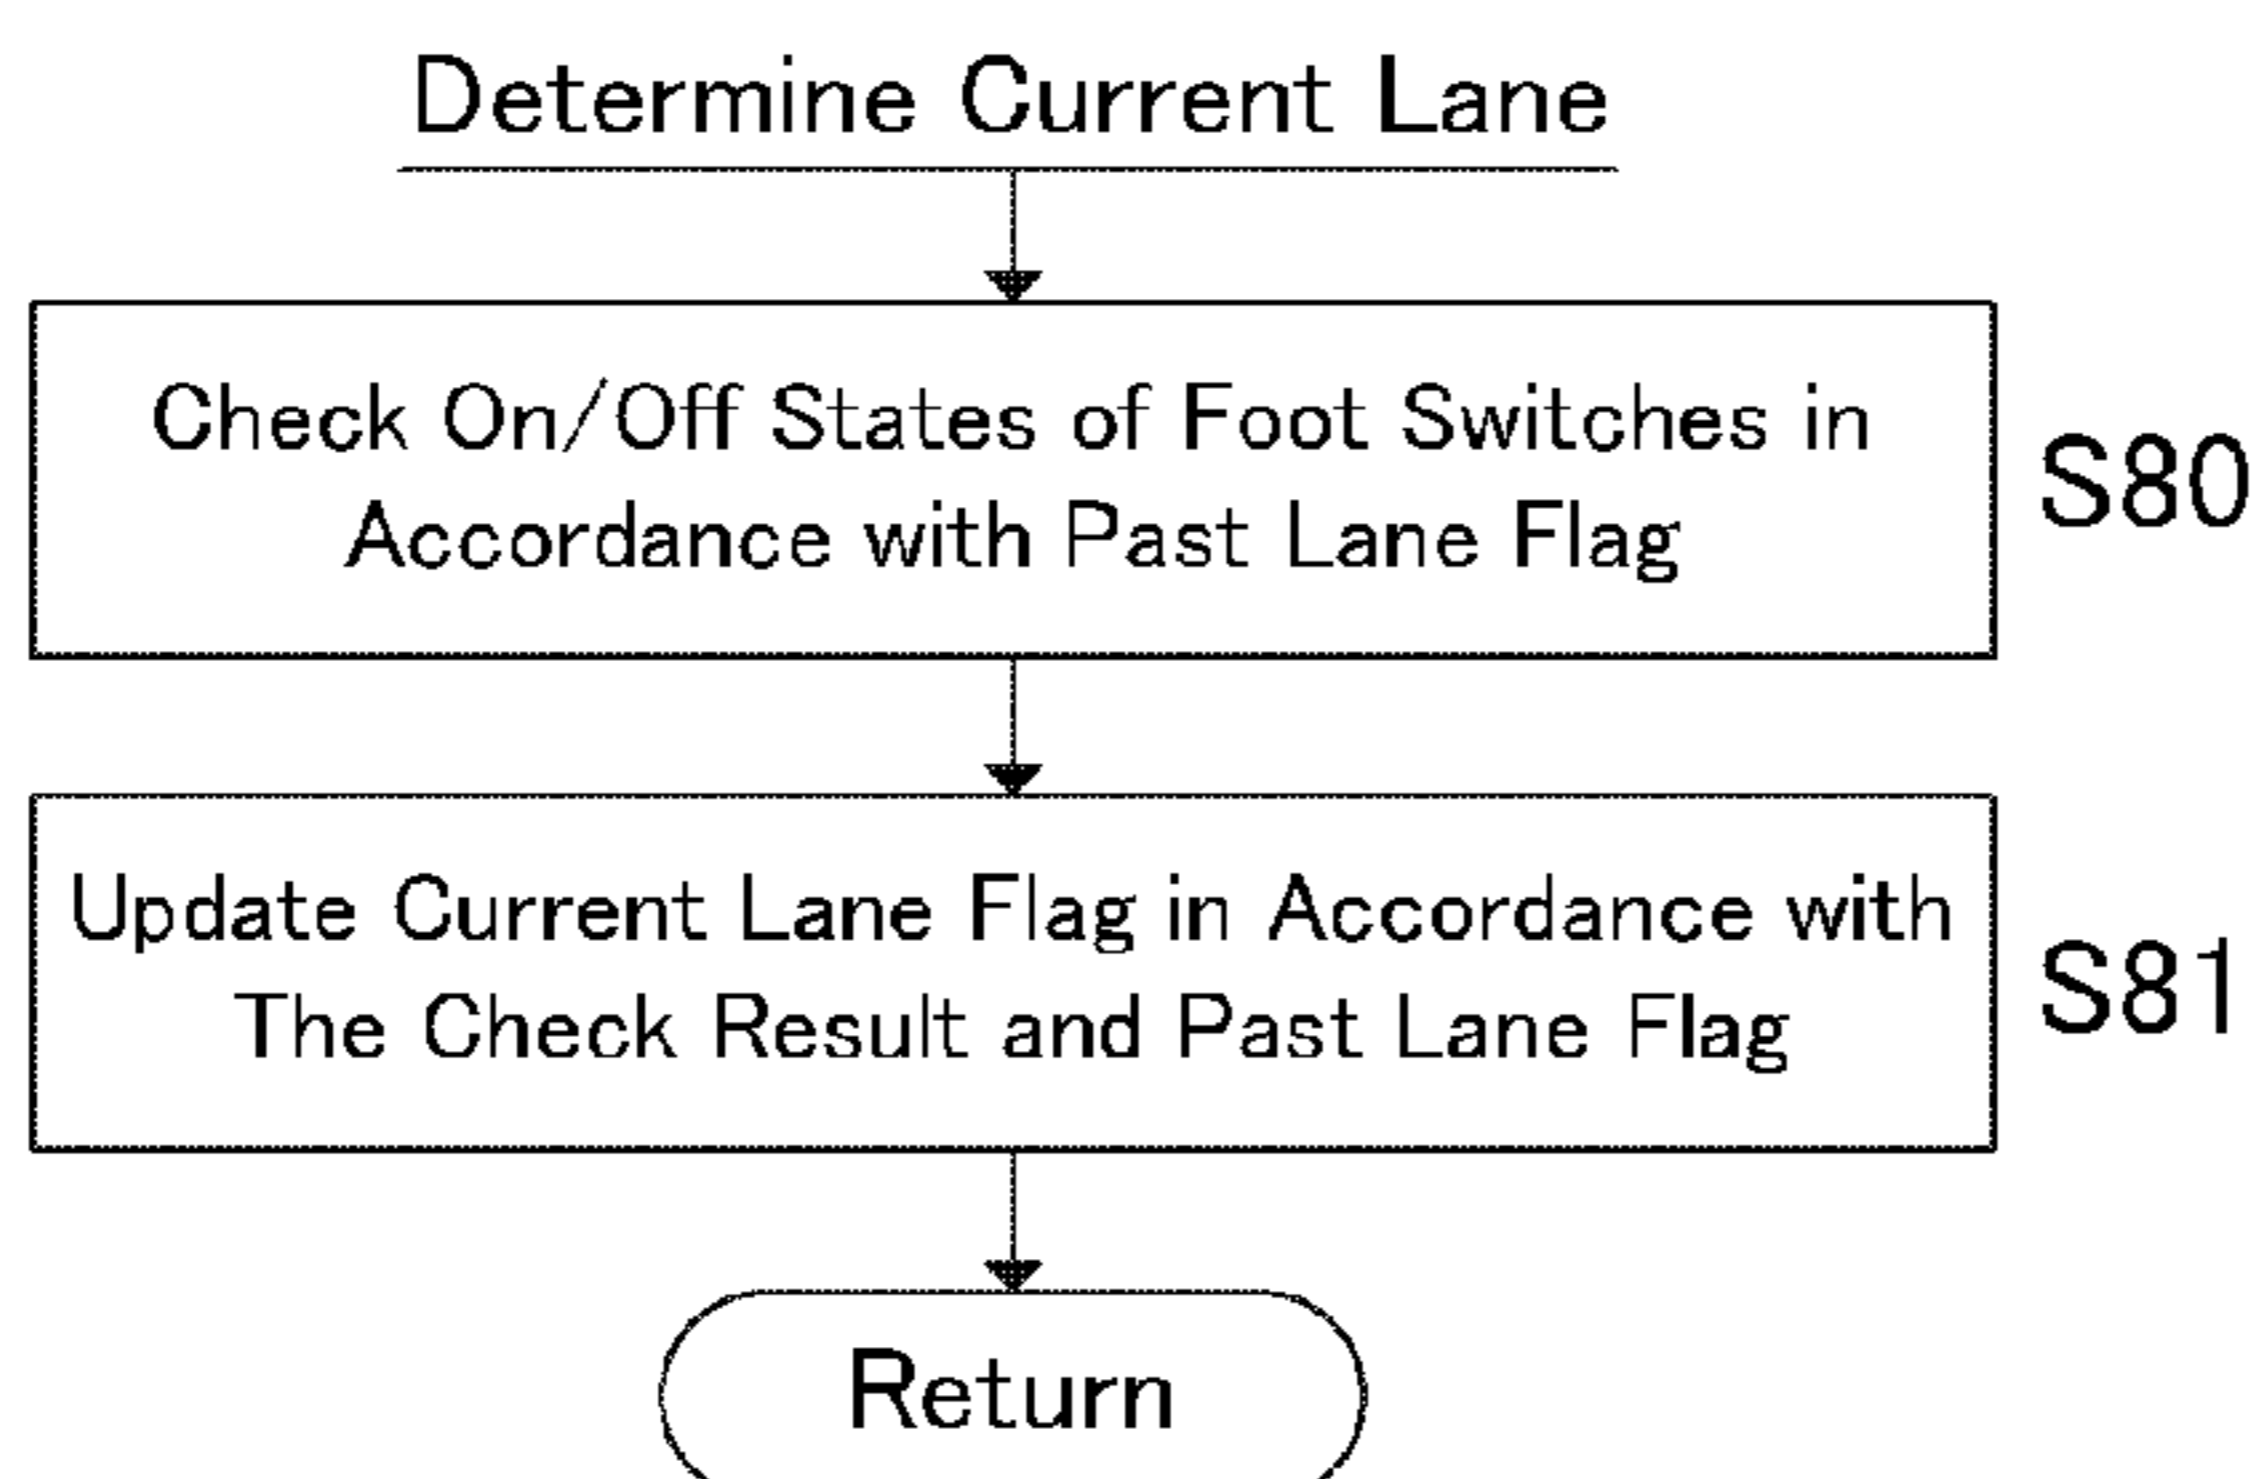 Determine Current Lane
Check On/Off States of Foot Switches in
Accordance with Past Lane Flag
S80
Update Current Lane Flag in Accordance with
The Check Result and Past Lane Flag
S81
Return